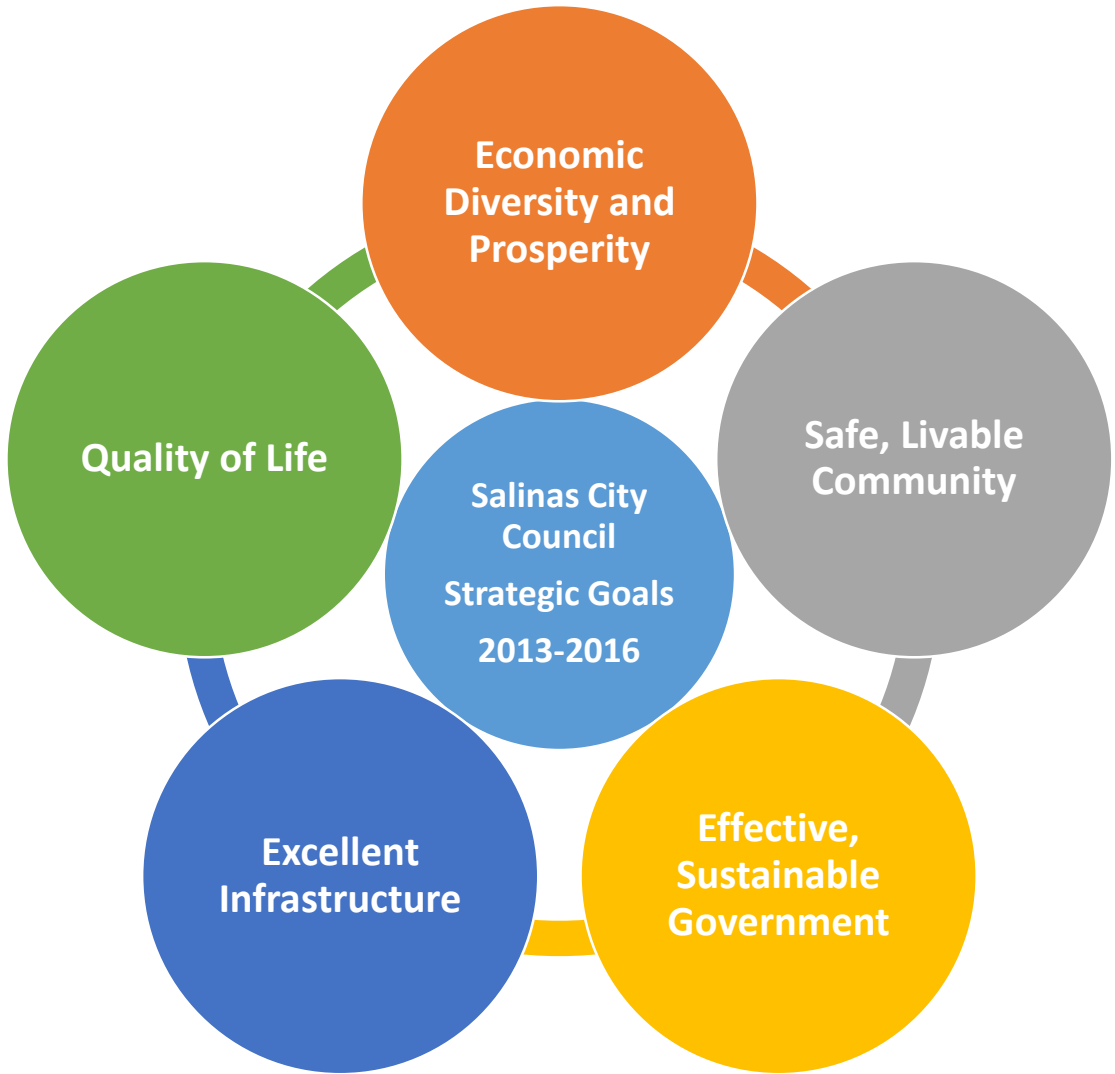 Economic
Diversity and
Prosperity
Safe, Livable
Community
Effective,
Sustainable
Government
Excellent
Infrastructure
Quality of Life
Salinas City
Council
Strategic Goals
2013-2016